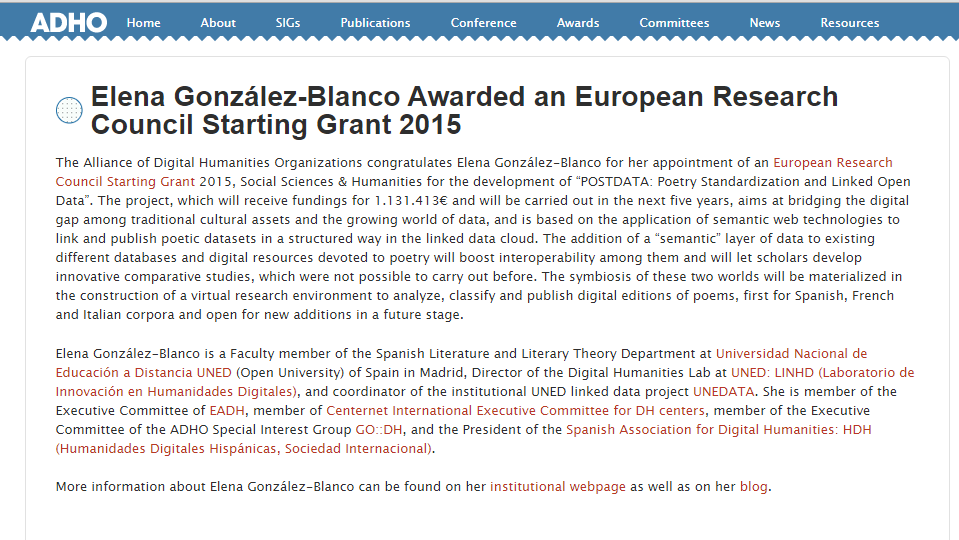 ADHO Home About SIGs Publications Conference Awards Committees News Resources
Elena González-Blanco Awarded an European Research
Council Starting Grant 2015
The Alliance of Digital Humanities Organizations congratulates Elena González-Blanco for her appointment of an European Research
Council Starting Grant 2015, Social Sciences & Humanities for the development of “POSTDATA: Poetry Standardization and Linked Open
Data”. The project, which will receive fundings for 1.131.413€ and will be carried out in the next five years, aims at bridging the digital
gap among traditional cultural assets and the growing world of data, and is based on the application of semantic web technologies to
link and publish poetic datasets in a structured way in the linked data cloud. The addition of a “semantic” layer of data to existing
different databases and digital resources devoted to poetry will boost interoperability among them and will let scholars develop
innovative comparative studies, which were not possible to carry out before. The symbiosis of these two worlds will be materialized in
the construction of a virtual research environment to analyze, classify and publish digital editions of poems, first for Spanish, French
and Italian corpora and open for new additions in a future stage.
Elena González-Blanco is a Faculty member of the Spanish Literature and Literary Theory Department at Universidad Nacional de
Educación a Distancia UNED (Open University) of Spain in Madrid, Director of the Digital Humanities Lab at UNED: LINHD (Laboratorio de
Innovación en Humanidades Digitales), and coordinator of the institutional UNED linked data project UNEDATA. She is member of the
Executive Committee of EADH, member of Centernet International Executive Committee for DH centers, member of the Executive
Committee of the ADHO Special Interest Group GO::DH, and the President of the Spanish Association for Digital Humanities: HDH
(Humanidades Digitales Hispánicas, Sociedad Internacional).
More information about Elena González-Blanco can be found on her institutional webpage as well as on her blog.